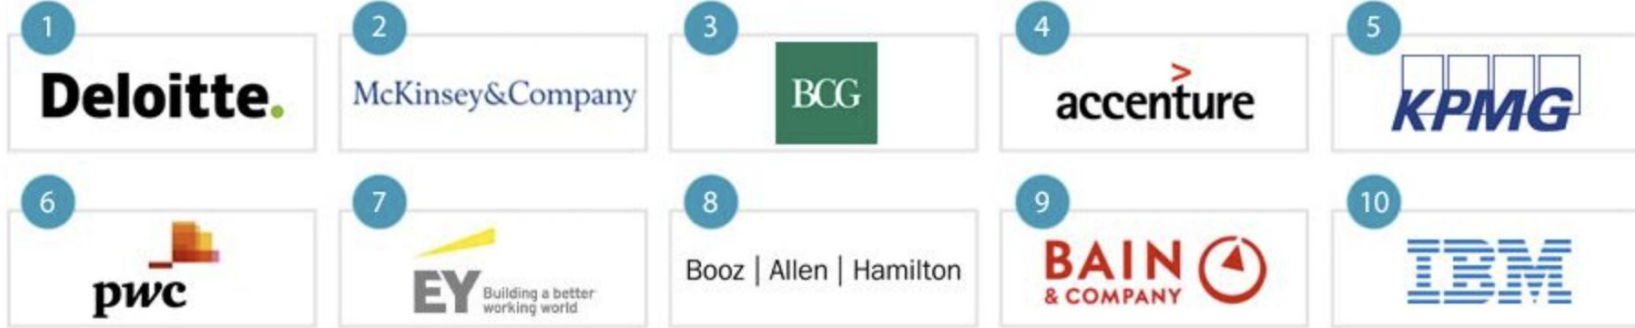 1
Deloitte.
2
McKinsey&Company
3
BCG
4
>
accenture
5
KPMG
6
pwc
7
EY Building a better
working world
8
Booz | Allen | Hamilton
9
BAIN
& COMPANY
10
IBM